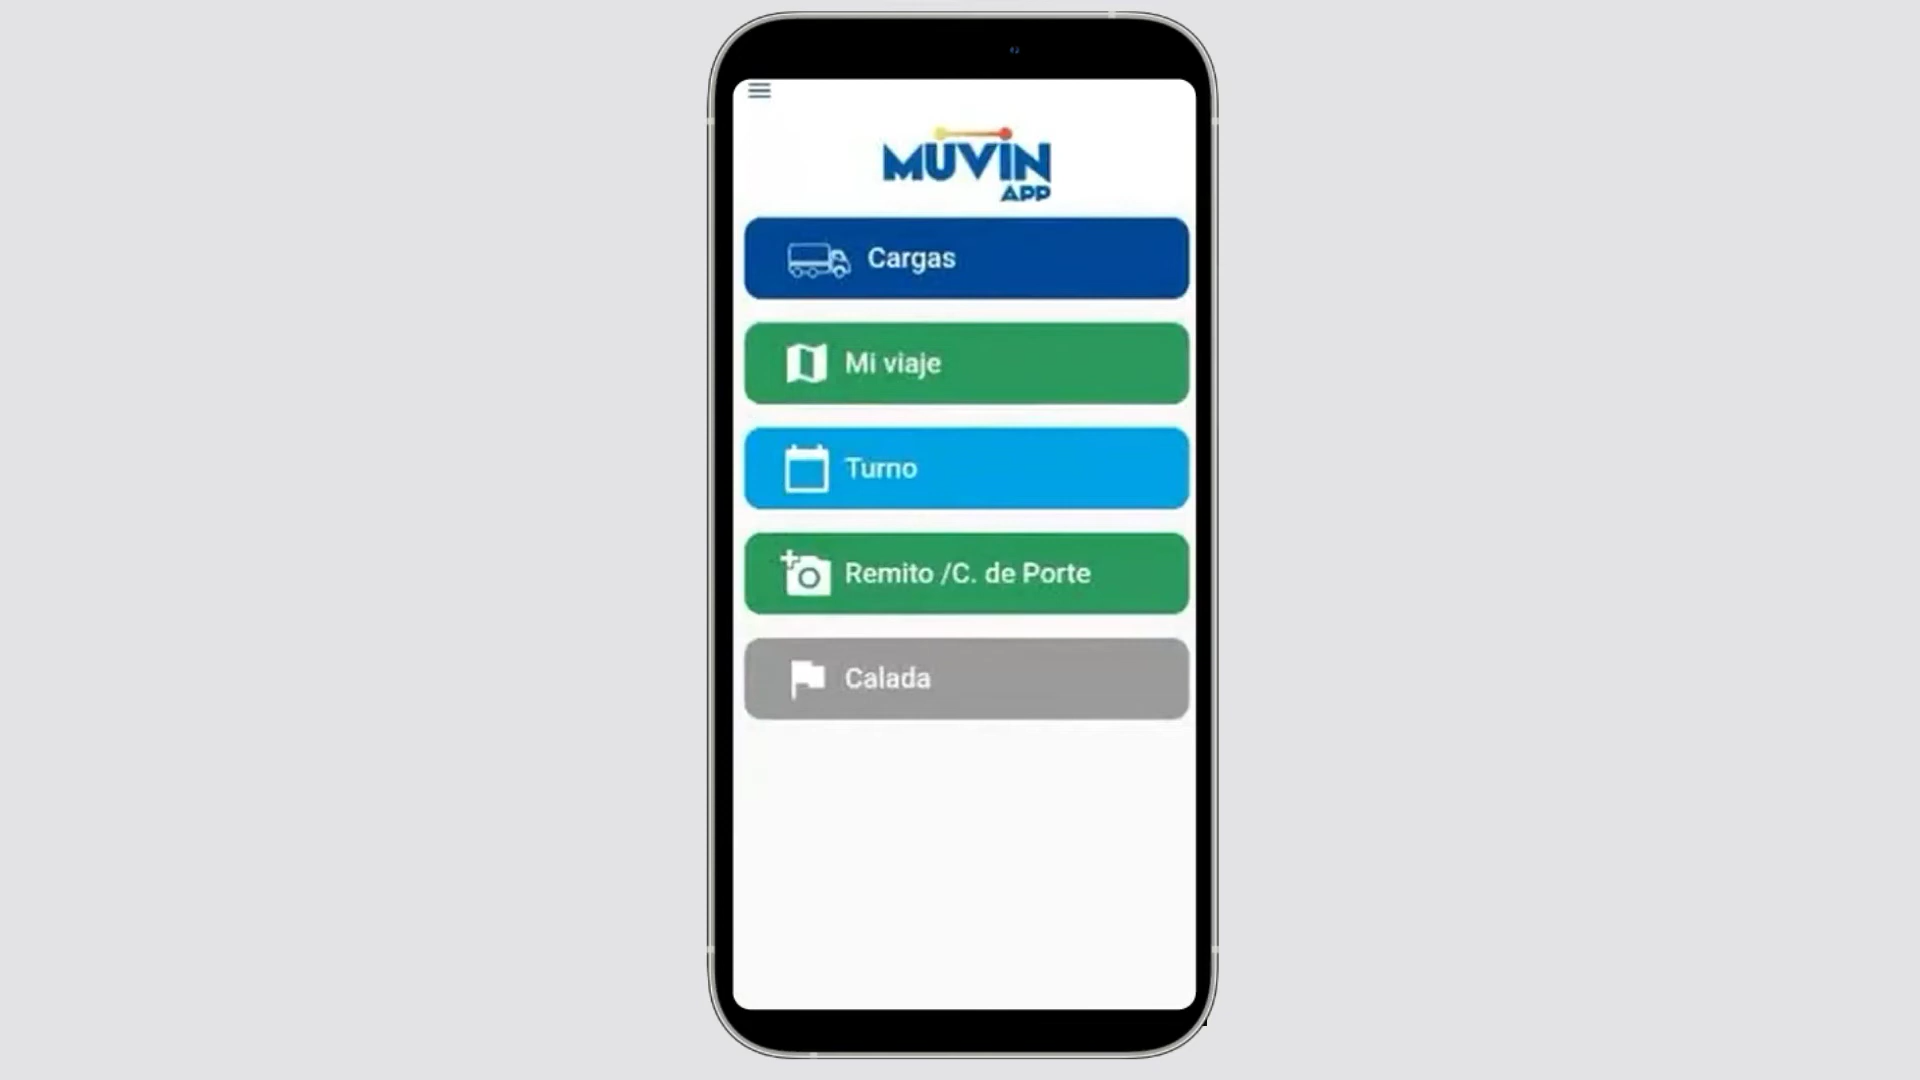 MUVIN
APP
Cargas
Mi viaje
Turno
Remito /C. de Porte
Calada